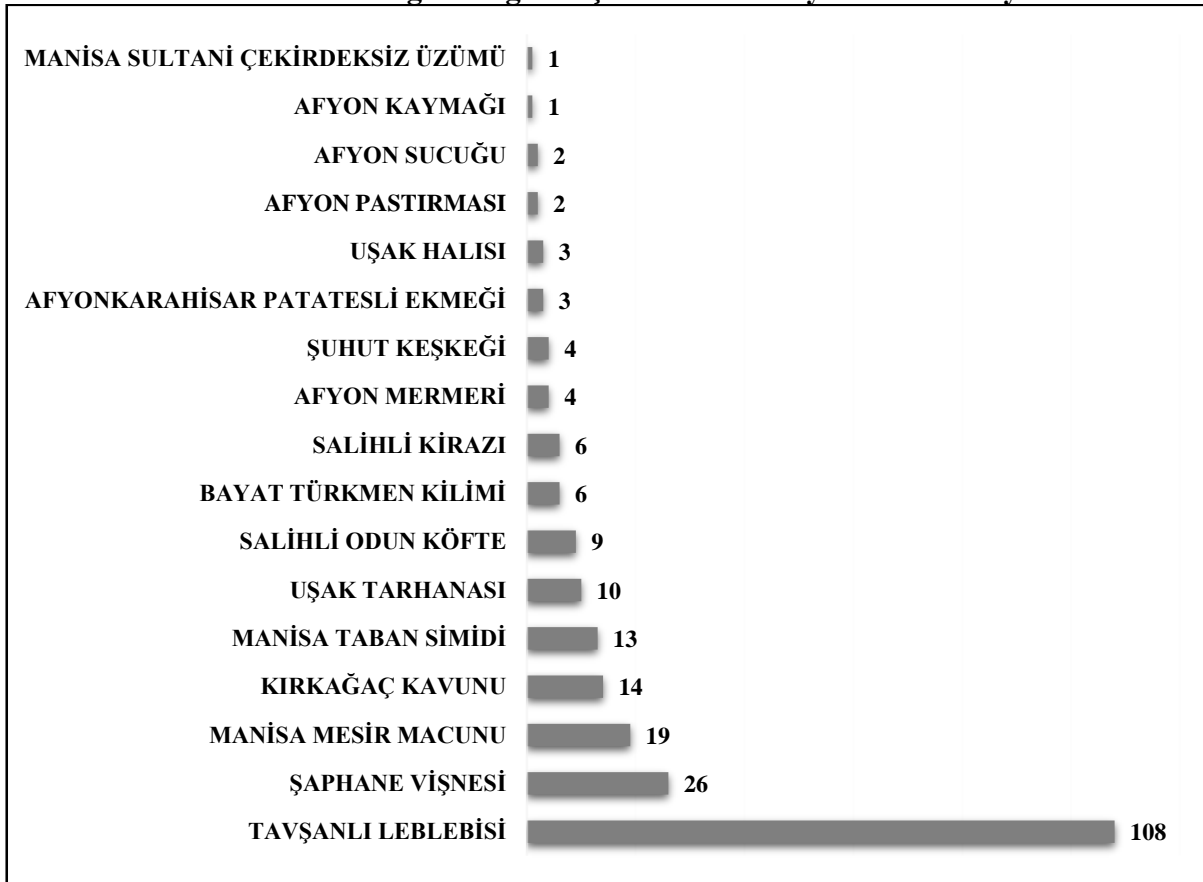 MANİSA SULTANİ ÇEKİRDEKSİZ ÜZÜMÜ 1
AFYON KAYMAĞI 1
AFYON SUCUĞU 2
AFYON PASTIRMASI 2
UŞAK HALISI 3
AFYONKARAHİSAR PATATESLİ EKMEĞİ 3
ŞUHUT KEŞKEĞİ 4
AFYON MERMERİ 4
SALİHLİ KİRAZI 6
BAYAT TÜRKMEN KİLİMİ 6
SALİHLİ ODUN KÖFTE 9
UŞAK TARHANASI 10
MANİSA TABAN SİMİDİ 13
KIRKAĞAÇ KAVUNU 14
MANİSA MESİR MACUNU 19
ŞAPHANE VİŞNESİ 26
TAVŞANLI LEBLEBİSİ 108